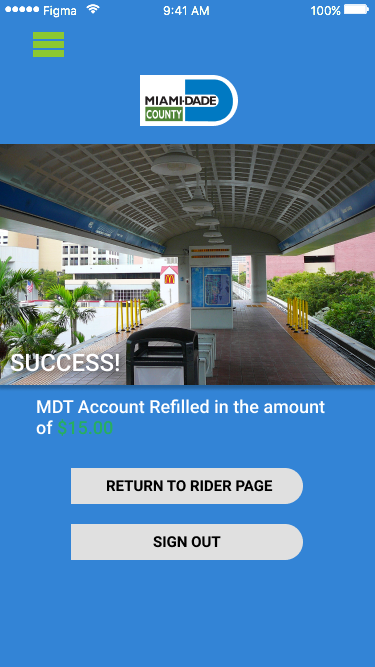 Figma 9:41 AM 100%
MIAMI-DADE
COUNTY
SUCCESS!
MDT Account Refilled in the amount
of $15.00
RETURN TO RIDER PAGE
SIGN OUT